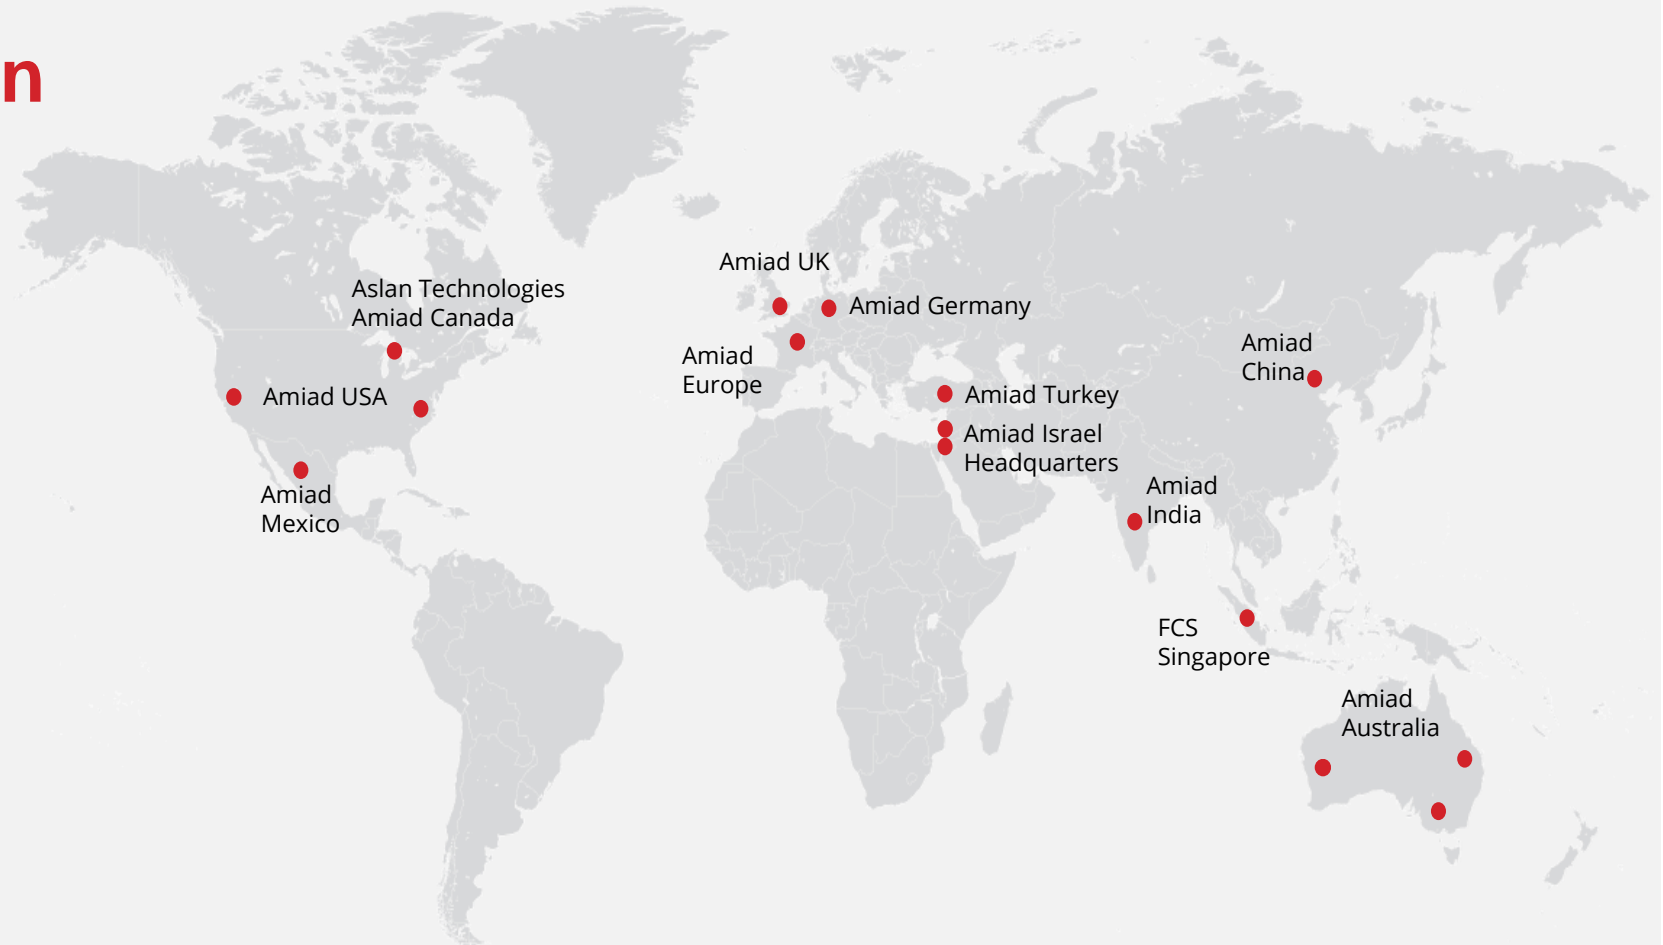 n
Amiad UK
Aslan Technologies
Amiad Canada
Amiad Germany
Amiad
Europe
Amiad
China
Amiad USA
Amiad Turkey
Amiad Israel
Headquarters
Amiad
Mexico
Amiad
India
FCS
Singapore
Amiad
Australia